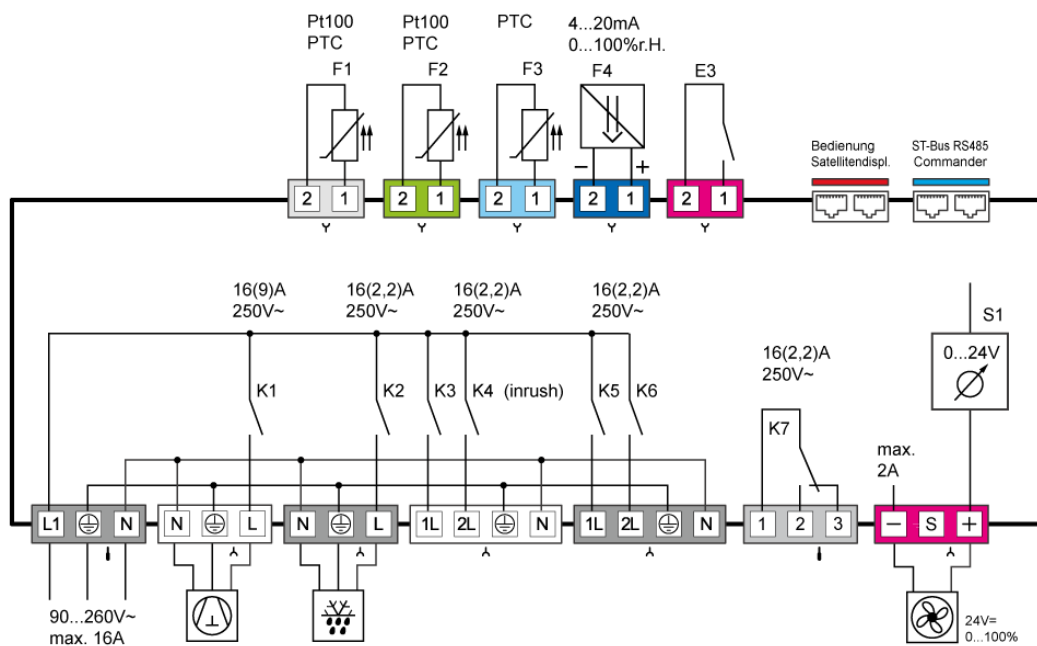 Pt100
PTC
F1
Pt100
PTC
F2
PTC
F3
4...20mA
0...100%r.H.
F4
E3
− +
2 1
2 1
2 1
2 1
2 1
Bedienung
Satellitendispl.
ST-Bus RS485
Commander
16(9)A
250V~
16(2,2)A
250V~
16(2,2)A
250V~
16(2,2)A
250V~
K1
K2
K3
K4 (inrush)
K5
K6
16(2,2)A
250V~
K7
S1
0...24V
max.
2A
L1 N
N L
N L
1L 2L N
1L 2L N
1 2 3
− S +
90...260V~
max. 16A
24V=
0...100%